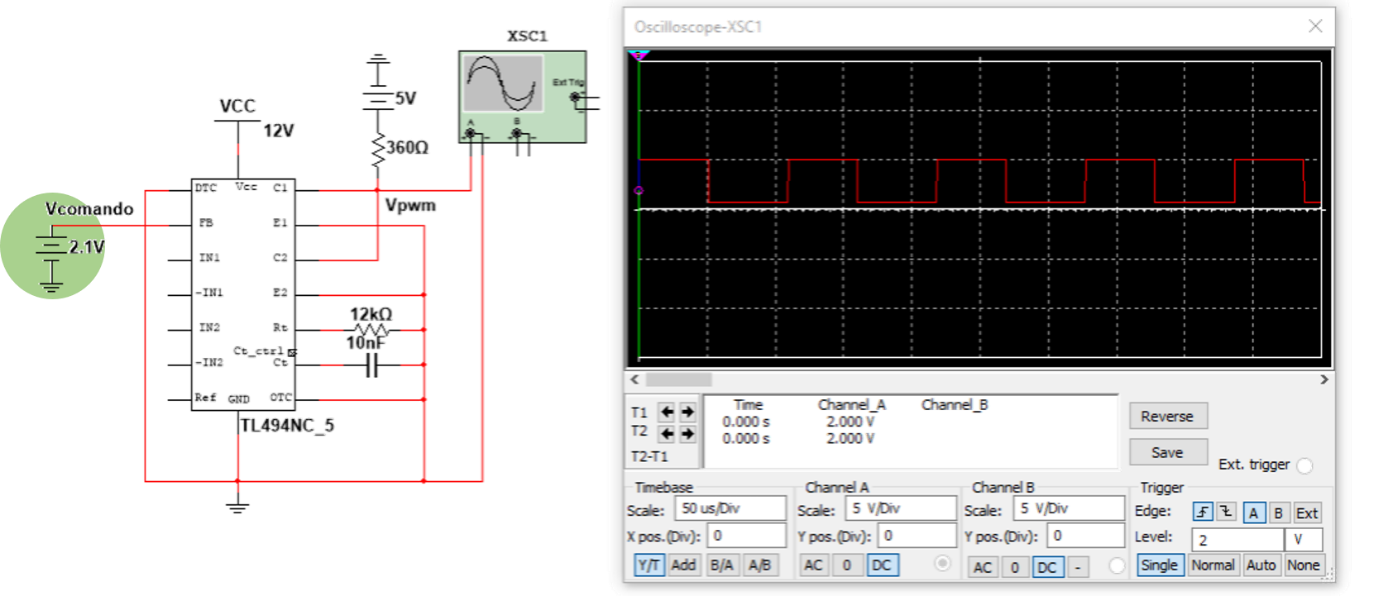 XSC1
Ext Trig
A
B
VCC
12V
5V
360Ω
Vcomando
2.1V
Vpwm
DTC
Vcc
C1
FB
E1
IN1
C2
-IN1
E2
IN2
Rt
12kΩ
Ct_ctrl
10nF
-IN2
Ct
Ref
GND
OTC
TL494NC_5
Oscilloscope-XSC1
T1
T2
T2-T1
Time Channel_A Channel_B
0.000 s 2.000 V
0.000 s 2.000 V
Reverse
Save
Ext. trigger
Timebase
Scale: 50 us/Div
X pos.(Div): 0
Y/T Add B/A A/B
Channel A
Scale: 5 V/Div
Y pos.(Div): 0
AC 0 DC
Channel B
Scale: 5 V/Div
Y pos.(Div): 0
AC 0 DC -
Trigger
Edge: A B Ext
Level: 2 V
Single Normal Auto None